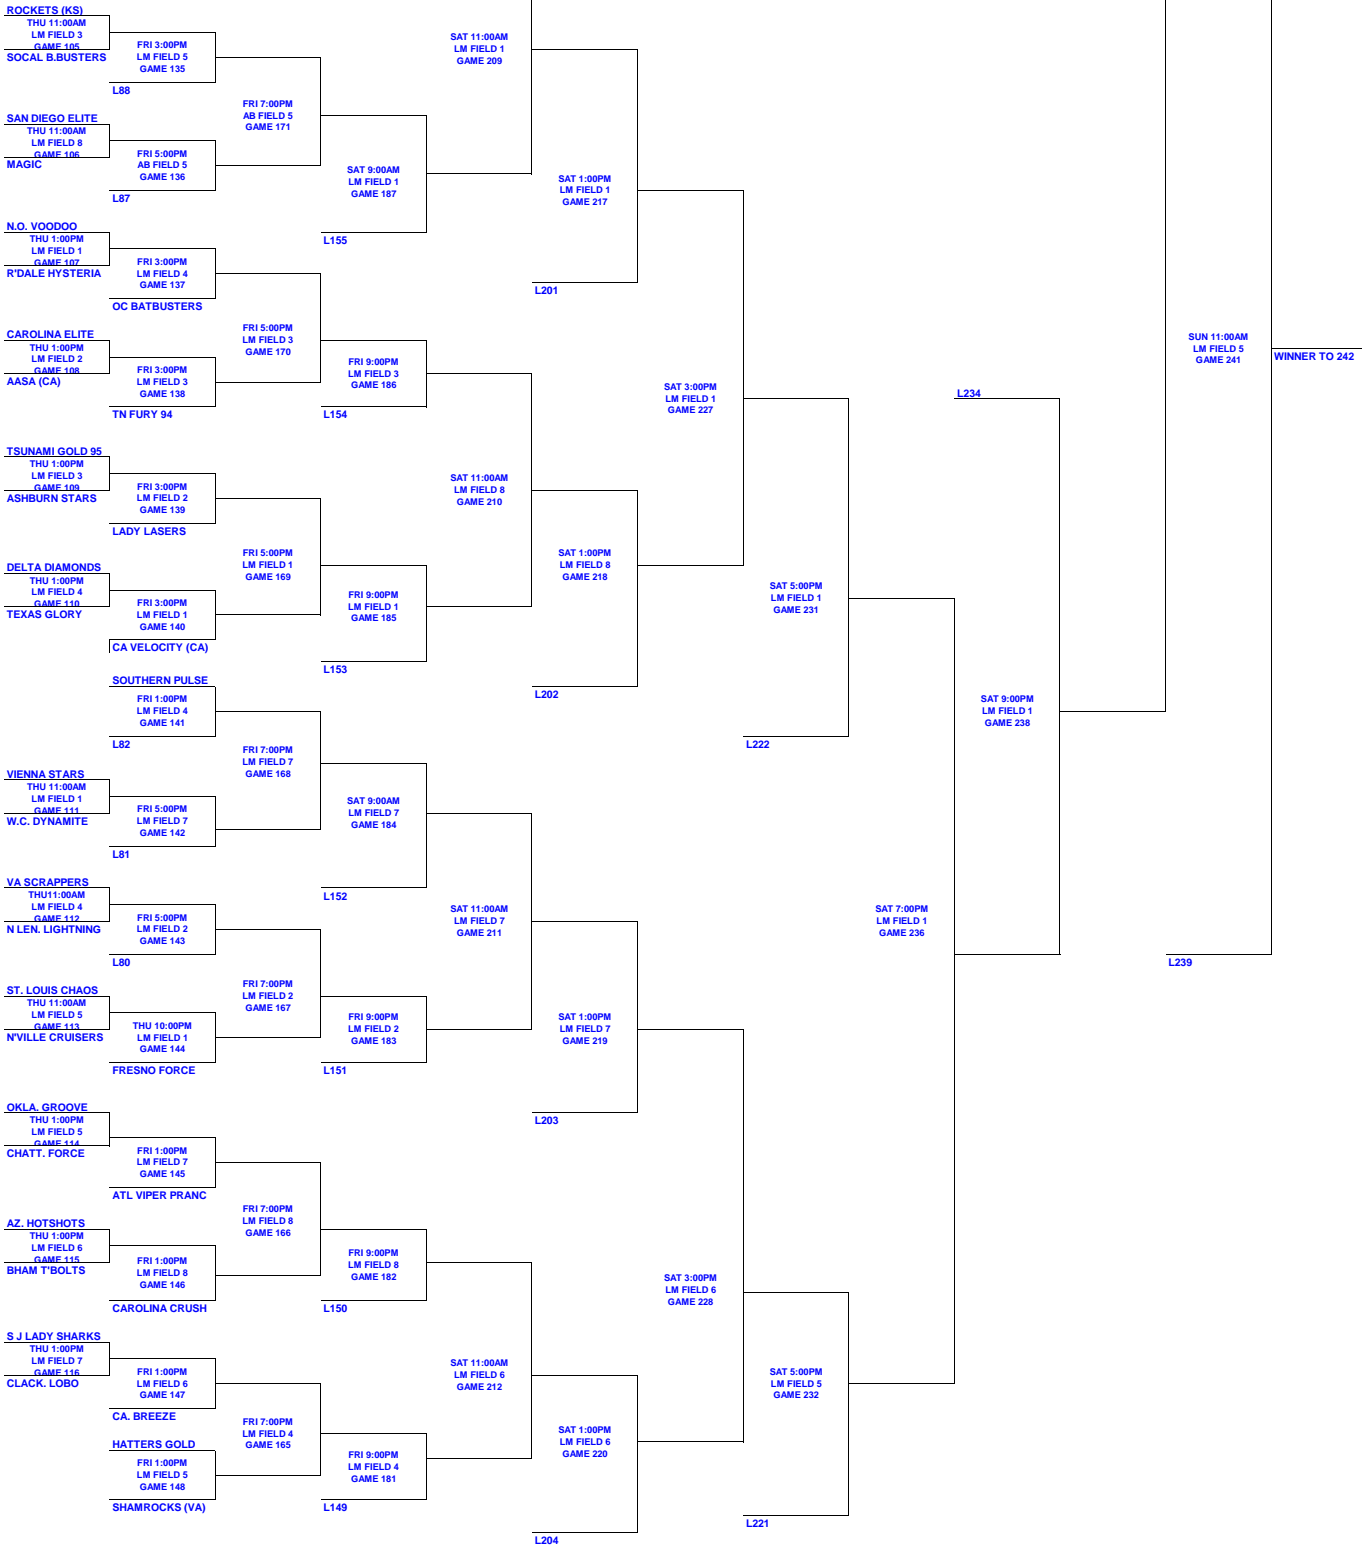 ROCKETS (KS)
THU 11:00AM
LM FIELD 3
GAME 105
SOCAL B.BUSTERS
FRI 3:00PM
LM FIELD 5
GAME 135
L88
SAN DIEGO ELITE
THU 11:00AM
LM FIELD 8
GAME 106
MAGIC
FRI 5:00PM
AB FIELD 5
GAME 136
L87
FRI 7:00PM
AB FIELD 5
GAME 171
SAT 9:00AM
LM FIELD 1
GAME 187
L155
SAT 11:00AM
LM FIELD 1
GAME 209
SAT 1:00PM
LM FIELD 1
GAME 217
L201
N.O. VOODOO
THU 1:00PM
LM FIELD 1
GAME 107
R'DALE HYSTERIA
FRI 3:00PM
LM FIELD 4
GAME 137
OC BATBUSTERS
CAROLINA ELITE
THU 1:00PM
LM FIELD 2
GAME 108
AASA (CA)
FRI 3:00PM
LM FIELD 3
GAME 138
TN FURY 94
FRI 5:00PM
LM FIELD 3
GAME 170
FRI 9:00PM
LM FIELD 3
GAME 186
L154
SAT 3:00PM
LM FIELD 1
GAME 227
L234
SUN 11:00AM
LM FIELD 5
GAME 241
WINNER TO 242
TSUNAMI GOLD 95
THU 1:00PM
LM FIELD 3
GAME 109
ASHBURN STARS
FRI 3:00PM
LM FIELD 2
GAME 139
LADY LASERS
DELTA DIAMONDS
THU 1:00PM
LM FIELD 4
GAME 110
TEXAS GLORY
FRI 3:00PM
LM FIELD 1
GAME 140
CA VELOCITY (CA)
FRI 5:00PM
LM FIELD 1
GAME 169
FRI 9:00PM
LM FIELD 1
GAME 185
L153
SAT 11:00AM
LM FIELD 8
GAME 210
SAT 1:00PM
LM FIELD 8
GAME 218
L202
SAT 5:00PM
LM FIELD 1
GAME 231
L222
SAT 9:00PM
LM FIELD 1
GAME 238
SOUTHERN PULSE
FRI 1:00PM
LM FIELD 4
GAME 141
L82
VIENNA STARS
THU 11:00AM
LM FIELD 1
GAME 111
W.C. DYNAMITE
FRI 5:00PM
LM FIELD 7
GAME 142
L81
FRI 7:00PM
LM FIELD 7
GAME 168
SAT 9:00AM
LM FIELD 7
GAME 184
L152
VA SCRAPPERS
THU11:00AM
LM FIELD 4
GAME 112
N LEN. LIGHTNING
FRI 5:00PM
LM FIELD 2
GAME 143
L80
ST. LOUIS CHAOS
THU 11:00AM
LM FIELD 5
GAME 113
N'VILLE CRUISERS
THU 10:00PM
LM FIELD 1
GAME 144
FRESNO FORCE
FRI 7:00PM
LM FIELD 2
GAME 167
FRI 9:00PM
LM FIELD 2
GAME 183
L151
SAT 11:00AM
LM FIELD 7
GAME 211
SAT 1:00PM
LM FIELD 7
GAME 219
L203
SAT 7:00PM
LM FIELD 1
GAME 236
L239
OKLA. GROOVE
THU 1:00PM
LM FIELD 5
GAME 114
CHATT. FORCE
FRI 1:00PM
LM FIELD 7
GAME 145
ATL VIPER PRANC
AZ. HOTSHOTS
THU 1:00PM
LM FIELD 6
GAME 115
BHAM T'BOLTS
FRI 1:00PM
LM FIELD 8
GAME 146
CAROLINA CRUSH
FRI 7:00PM
LM FIELD 8
GAME 166
FRI 9:00PM
LM FIELD 8
GAME 182
L150
SAT 3:00PM
LM FIELD 6
GAME 228
S J LADY SHARKS
THU 1:00PM
LM FIELD 7
GAME 116
CLACK. LOBO
FRI 1:00PM
LM FIELD 6
GAME 147
CA. BREEZE
HATTERS GOLD
FRI 1:00PM
LM FIELD 5
GAME 148
SHAMROCKS (VA)
FRI 7:00PM
LM FIELD 4
GAME 165
FRI 9:00PM
LM FIELD 4
GAME 181
L149
SAT 11:00AM
LM FIELD 6
GAME 212
SAT 1:00PM
LM FIELD 6
GAME 220
L204
SAT 5:00PM
LM FIELD 5
GAME 232
L221